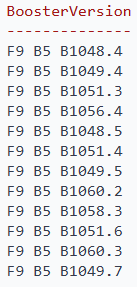 BoosterVersion
--------------
F9 B5 B1048.4
F9 B5 B1049.4
F9 B5 B1051.3
F9 B5 B1056.4
F9 B5 B1048.5
F9 B5 B1051.4
F9 B5 B1049.5
F9 B5 B1060.2
F9 B5 B1058.3
F9 B5 B1051.6
F9 B5 B1060.3
F9 B5 B1049.7